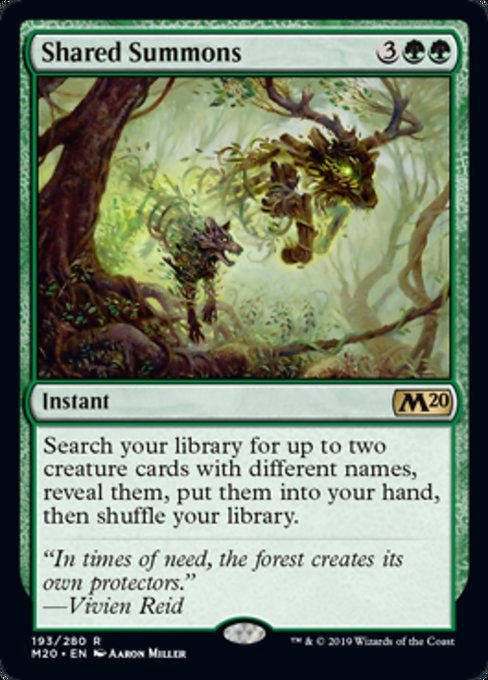 Shared Summons 3
Instant M20
Search your library for up to two
creature cards with different names,
reveal them, put them into your hand,
then shuffle your library.
“In times of need, the forest creates its
own protectors.”
—Vivien Reid
193/280 R
M20 • EN Aaron Miller
™ & © 2019 Wizards of the Coast